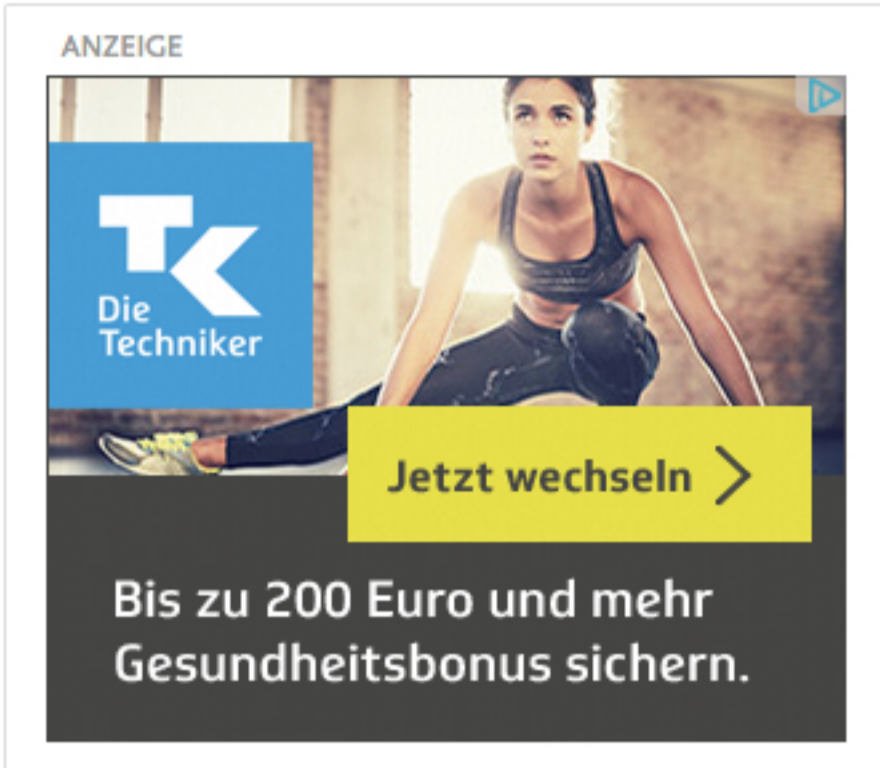 ANZEIGE
TK
Die
Techniker
Jetzt wechseln
Bis zu 200 Euro und mehr
Gesundheitsbonus sichern.